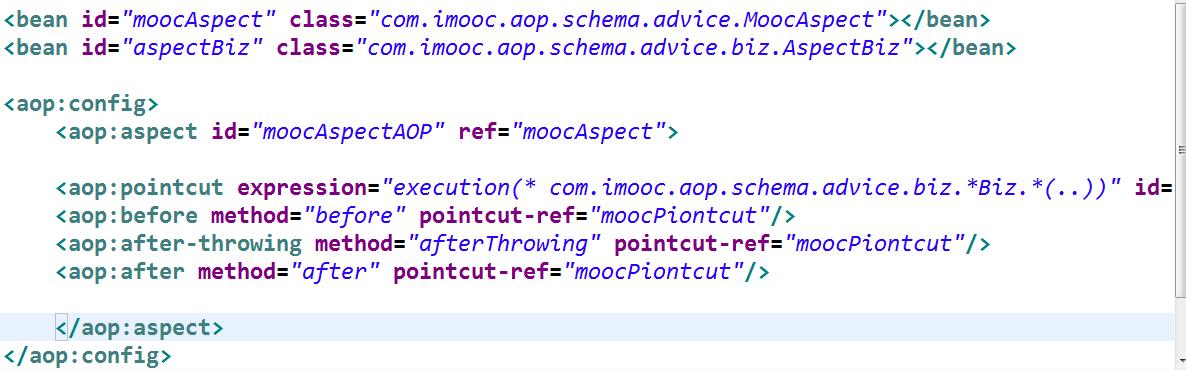 <bean id="moocAspect" class="com.imooc.aop.schema.advice.MoocAspect"></bean>
<bean id="aspectBiz" class="com.imooc.aop.schema.advice.biz.AspectBiz"></bean>
<aop:config>
<aop:aspect id="moocAspectAOP" ref="moocAspect">
<aop:pointcut expression="execution(* com.imooc.aop.schema.advice.biz.*Biz.*(..))" id=
<aop:before method="before" pointcut-ref="moocPiontcut"/>
<aop:after-throwing method="afterThrowing" pointcut-ref="moocPiontcut"/>
<aop:after method="after" pointcut-ref="moocPiontcut"/>
</aop:aspect>
</aop:config>